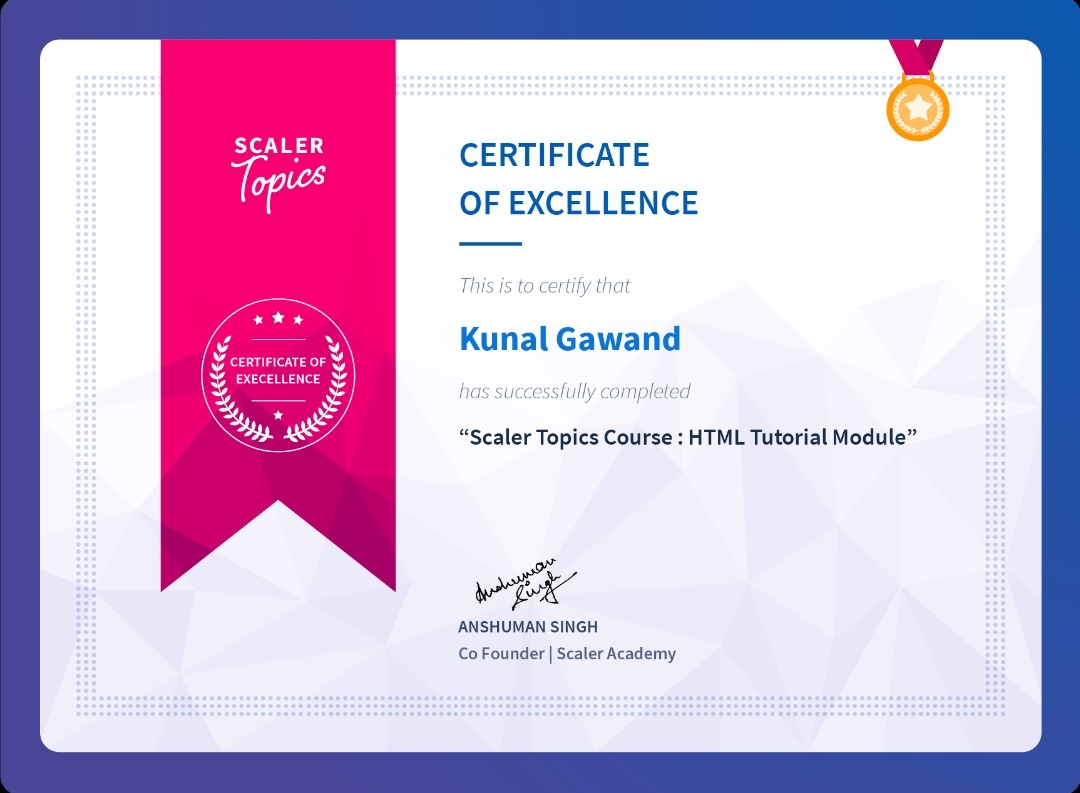 SCALER
Topics
CERTIFICATE OF
EXECELLENCE
CERTIFICATE
OF EXCELLENCE
This is to certify that
Kunal Gawand
has successfully completed
“Scaler Topics Course : HTML Tutorial Module”
Anshuman
Singh
ANSHUMAN SINGH
Co Founder | Scaler Academy